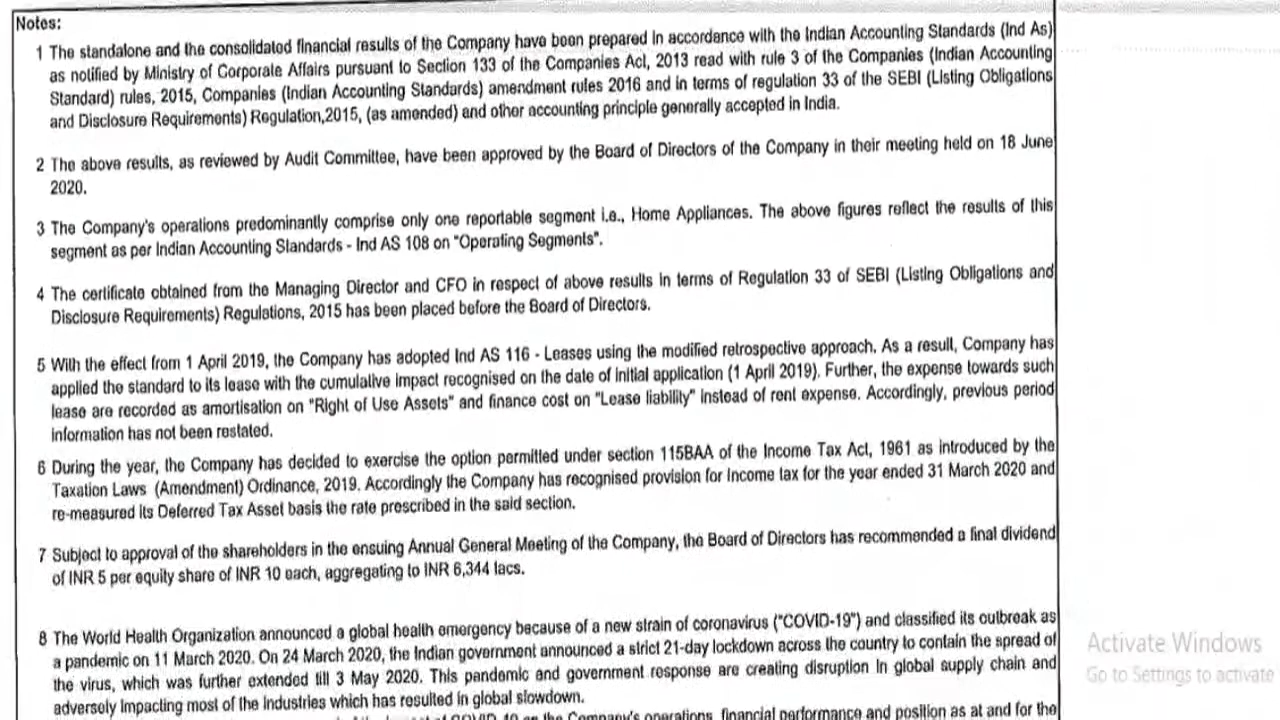 Notes:
1 The standalone and the consolidated financial results of the Company have been prepared in accordance with the Indian Accounting Standards (Ind As)
as notified by Ministry of Corporate Affairs pursuant to Section 133 of the Companies Act, 2013 read with rule 3 of the Companies (Indian Accounting
Standard) rules, 2015, Companies (Indian Accounting Standards) amendment rules 2016 and in terms of regulation 33 of the SEBI (Listing Obligations
and Disclosure Requirements) Regulation,2015, (as amended) and other accounting principle generally accepted in India.
2 The above results, as reviewed by Audit Committee, have been approved by the Board of Directors of the Company in their meeting held on 18 June
2020.
3 The Company's operations predominantly comprise only one reportable segment i.e., Home Appliances. The above figures reflect the results of this
segment as per Indian Accounting Standards - Ind AS 108 on "Operating Segments".
4 The certificate obtained from the Managing Director and CFO in respect of above results in terms of Regulation 33 of SEBI (Listing Obligations and
Disclosure Requirements) Regulations, 2015 has been placed before the Board of Directors.
5 With the effect from 1 April 2019, the Company has adopted Ind AS 116 - Leases using the modified retrospective approach. As a result, Company has
applied the standard to its lease with the cumulative impact recognised on the date of initial application (1 April 2019). Further, the expense towards such
lease are recorded as amortisation on "Right of Use Assets" and finance cost on "Lease liability" instead of rent expense. Accordingly, previous period
information has not been restated.
6 During the year, the Company has decided to exercise the option permitted under section 115BAA of the Income Tax Act, 1961 as introduced by the
Taxation Laws (Amendment) Ordinance, 2019. Accordingly the Company has recognised provision for Income tax for the year ended 31 March 2020 and
re-measured its Deferred Tax Asset basis the rate prescribed in the said section.
7 Subject to approval of the shareholders in the ensuing Annual General Meeting of the Company, the Board of Directors has recommended a final dividend
of INR 5 per equity share of INR 10 each, aggregating to INR 6,344 lacs.
8 The World Health Organization announced a global health emergency because of a new strain of coronavirus ("COVID-19") and classified its outbreak as
a pandemic on 11 March 2020. On 24 March 2020, the Indian government announced a strict 21-day lockdown across the country to contain the spread of
the virus, which was further extended till 3 May 2020. This pandemic and government response are creating disruption in global supply chain and
adversely impacting most of the industries which has resulted in global slowdown.
COVID-19 on the Company's operations, financial performance and position as at and for the
Activate Windows
Go to Settings to activate